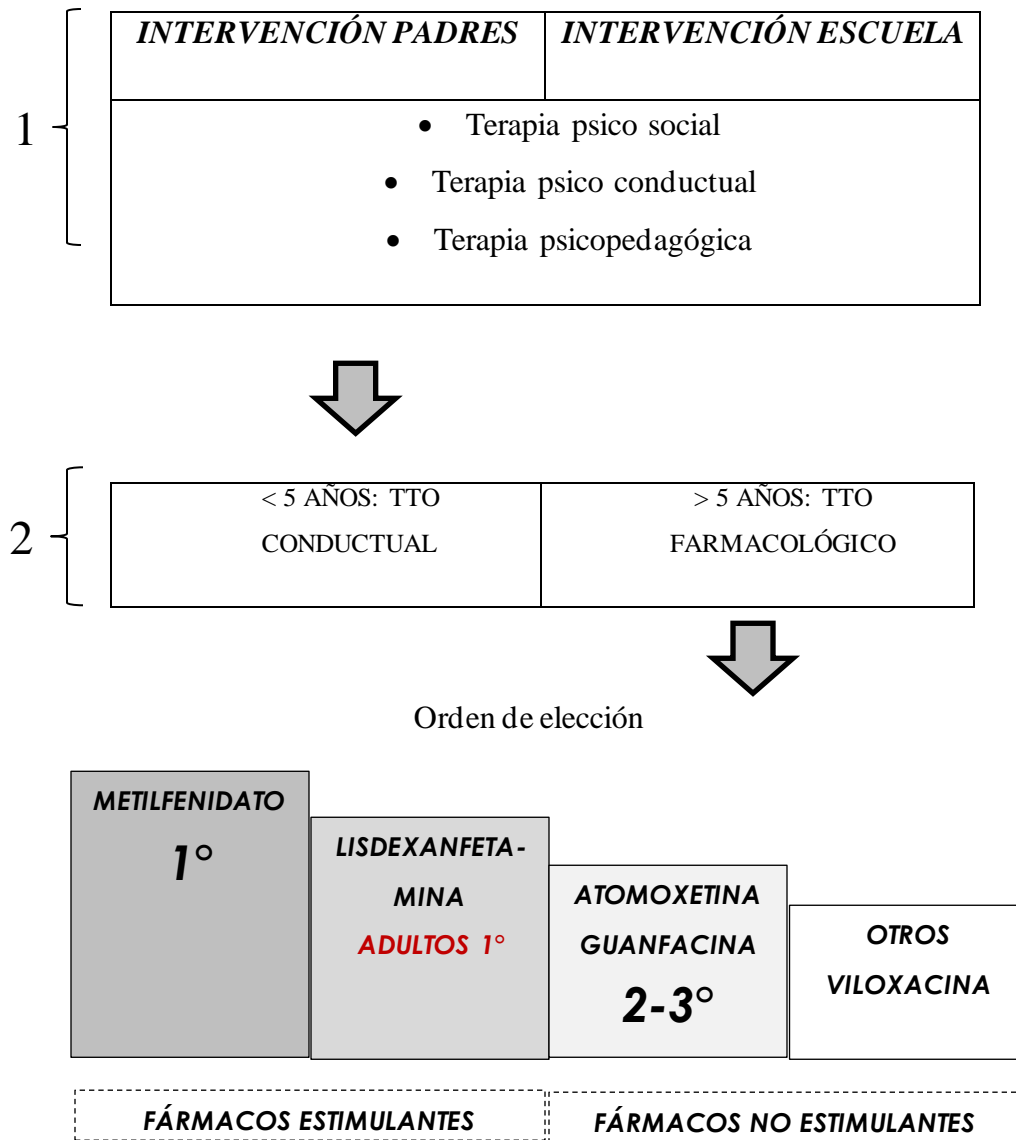 INTERVENCIÓN PADRES
INTERVENCIÓN ESCUELA
1
• Terapia psico social
• Terapia psico conductual
• Terapia psicopedagógica
2
< 5 AÑOS: TTO
CONDUCTUAL
> 5 AÑOS: TTO
FARMACOLÓGICO
Orden de elección
METILFENIDATO
1°
LISDEXANFETA-
MINA
ADULTOS 1°
ATOMOXETINA
GUANFACINA
2-3°
OTROS
VILOXACINA
FÁRMACOS ESTIMULANTES
FÁRMACOS NO ESTIMULANTES